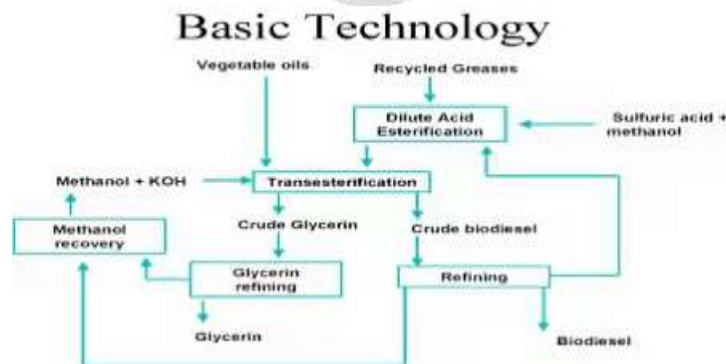 Basic Technology
Vegetable oils
Recycled Greases
Dilute Acid
Esterification
Sulfuric acid +
methanol
Methanol + KOH
Transesterification
Crude Glycerin
Crude biodiesel
Methanol
recovery
Glycerin
refining
Refining
Glycerin
Biodiesel